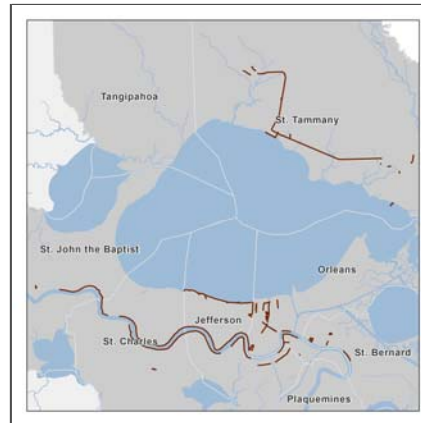 Tangipahoa
St. Tammany
St. John the Baptist
Orleans
Jefferson
St. Charles
St. Bernard
Plaquemines